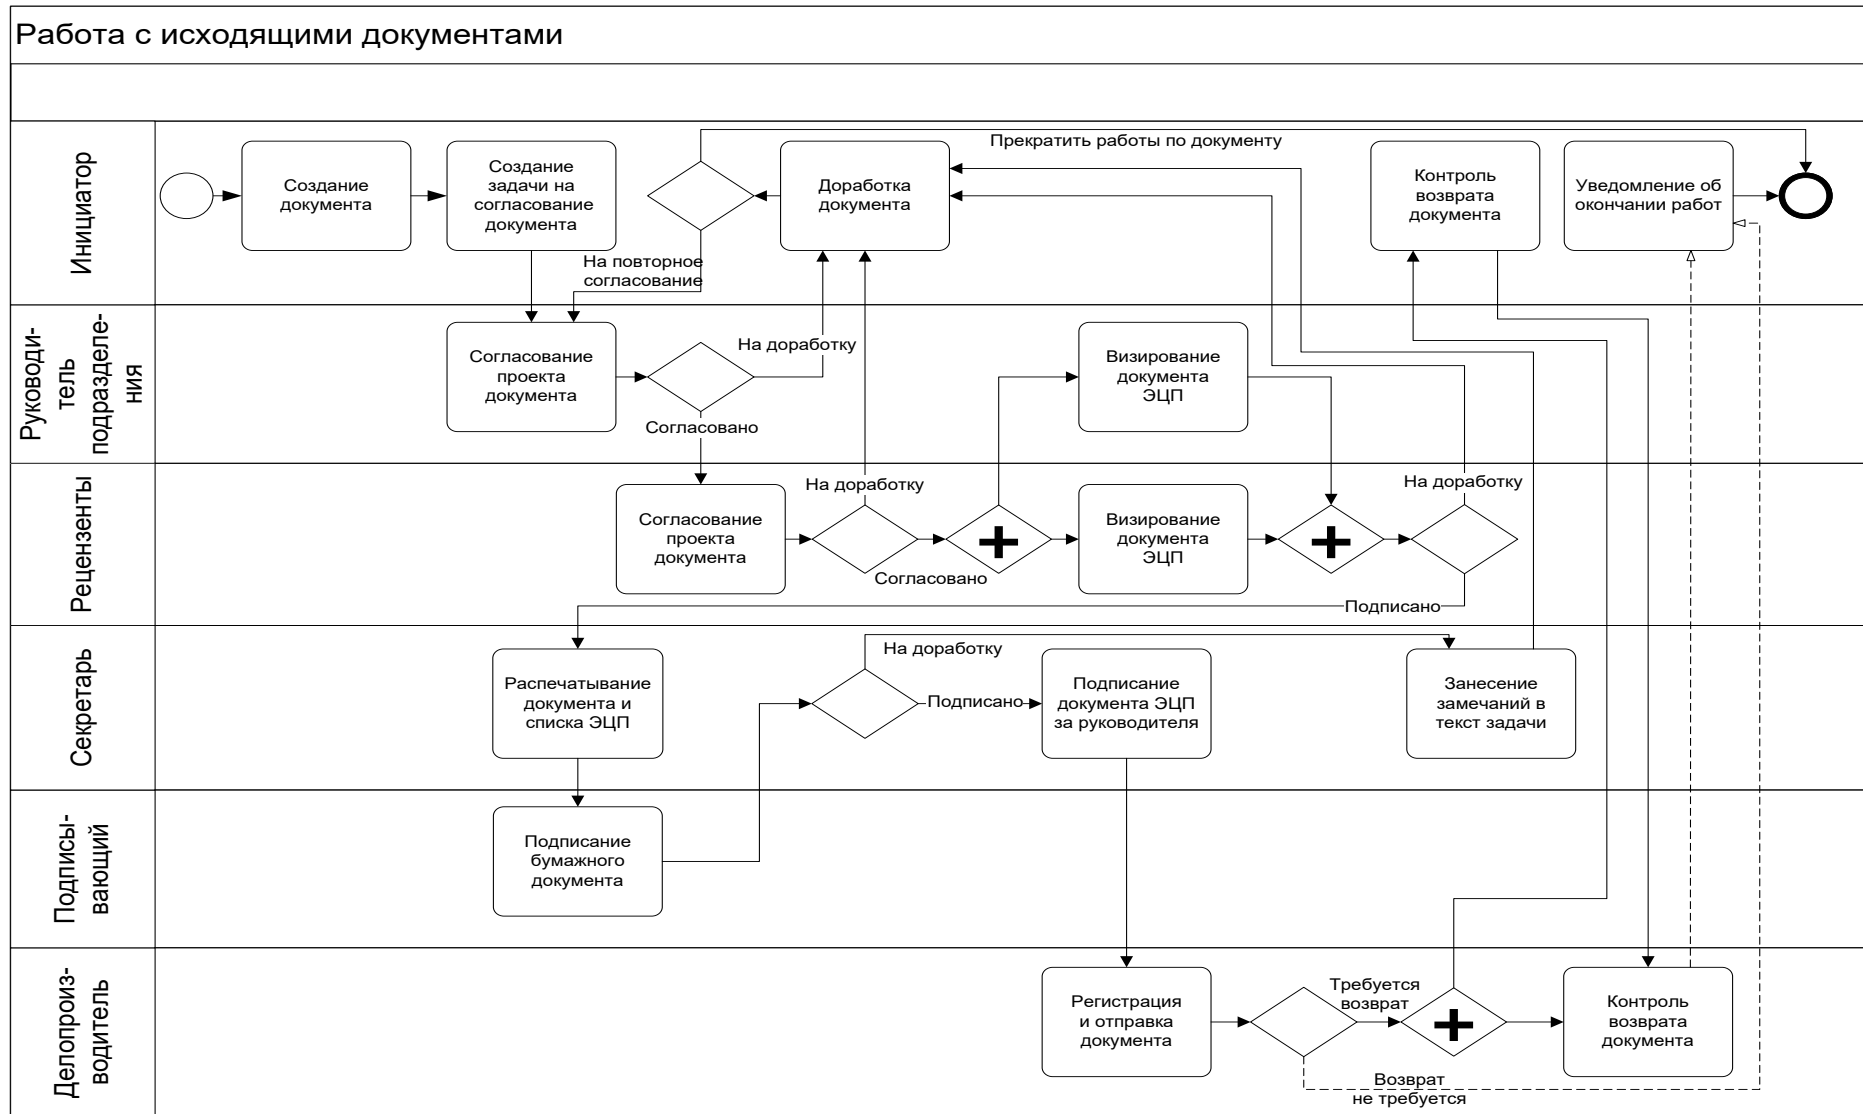 Работа с исходящими документами
Инициатор
Создание
документа
Создание
задачи на
согласование
документа
На повторное
согласование
Доработка
документа
Прекратить работы по документу
Контроль
возврата
документа
Уведомление об
окончании работ
Руководи-
тель
подразделе-
ния
Согласование
проекта
документа
На доработку
Согласовано
Визирование
документа
ЭЦП
Рецензенты
Согласование
проекта
документа
На доработку
Согласовано
Визирование
документа
ЭЦП
На доработку
Подписано
Секретарь
Распечатывание
документа и
списка ЭЦП
На доработку
Подписано
Подписание
документа ЭЦП
за руководителя
Занесение
замечаний в
текст задачи
Подписы-
вающий
Подписание
бумажного
документа
Делопроиз-
водитель
Регистрация
и отправка
документа
Требуется
возврат
Возврат
не требуется
Контроль
возврата
документа